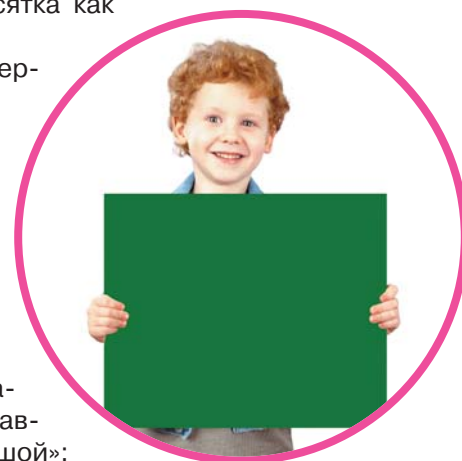 сятка как
ер-
а-
ав-
шой»;